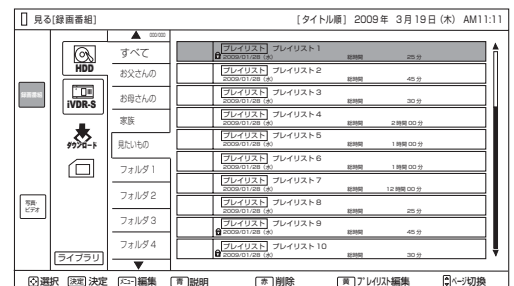 見る[録画番組] [タイトル順] 2009年 3月19日(木) AM11:11
000/000
録画番組
写真・ビデオ
HDD
iVDR-S
ダウンロード
ライブラリ
すべて
お父さんの
お母さんの
家族
見たいもの
フォルダ1
フォルダ2
フォルダ3
フォルダ4
プレイリスト プレイリスト1
2009/01/28 (水) 総時間 25分
プレイリスト プレイリスト2
2009/01/28 (水) 総時間 45分
プレイリスト プレイリスト3
2009/01/28 (水) 総時間 30分
プレイリスト プレイリスト4
2009/01/28 (水) 総時間 2時間00分
プレイリスト プレイリスト5
2009/01/28 (水) 総時間 1時間00分
プレイリスト プレイリスト6
2009/01/28 (水) 総時間 1時間00分
プレイリスト プレイリスト7
2009/01/28 (水) 総時間 12時間00分
プレイリスト プレイリスト8
2009/01/28 (水) 総時間 25分
プレイリスト プレイリスト9
2009/01/28 (水) 総時間 45分
プレイリスト プレイリスト10
2009/01/28 (水) 総時間 30分
選択 決定 決定 メニュー 編集 青 説明 赤 削除 黄 プレイリスト編集 ページ切換